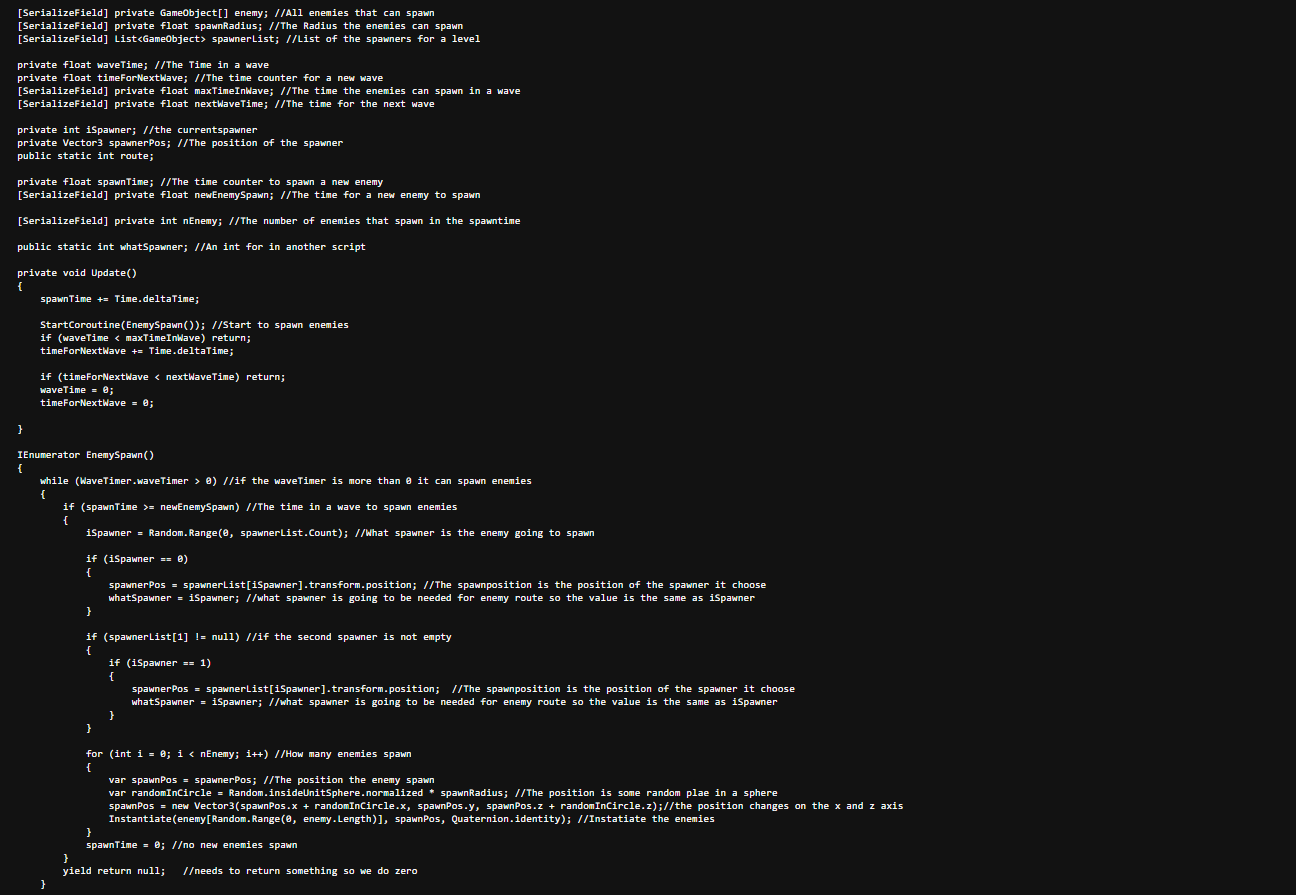 [SerializeField] private GameObject[] enemy; //All enemies that can spawn
[SerializeField] private float spawnRadius; //The Radius the enemies can spawn
[SerializeField] List<GameObject> spawnerList; //List of the spawners for a level
private float waveTime; //The Time in a wave
private float timeForNextWave; //The time counter for a new wave
[SerializeField] private float maxTimeInWave; //The time the enemies can spawn in a wave
[SerializeField] private float nextWaveTime; //The time for the next wave
private int iSpawner; //the currentspawner
private Vector3 spawnerPos; //The position of the spawner
public static int route;
private float spawnTime; //The time counter to spawn a new enemy
[SerializeField] private float newEnemySpawn; //The time for a new enemy to spawn
[SerializeField] private int nEnemy; //The number of enemies that spawn in the spawntime
public static int whatSpawner; //An int for in another script
private void Update()
{
    spawnTime += Time.deltaTime;
    StartCoroutine(EnemySpawn()); //Start to spawn enemies
    if (waveTime < maxTimeInWave) return;
    timeForNextWave += Time.deltaTime;
    if (timeForNextWave < nextWaveTime) return;
    waveTime = 0;
    timeForNextWave = 0;
}
IEnumerator EnemySpawn()
{
    while (WaveTimer.waveTimer > 0) //if the waveTimer is more than 0 it can spawn enemies
    {
        if (spawnTime >= newEnemySpawn) //The time in a wave to spawn enemies
        {
            iSpawner = Random.Range(0, spawnerList.Count); //What spawner is the enemy going to spawn
            if (iSpawner == 0)
            {
                spawnerPos = spawnerList[iSpawner].transform.position; //The spawnposition is the position of the spawner it choose
                whatSpawner = iSpawner; //what spawner is going to be needed for enemy route so the value is the same as iSpawner
            }
            if (spawnerList[1] != null) //if the second spawner is not empty
            {
                if (iSpawner == 1)
                {
                    spawnerPos = spawnerList[iSpawner].transform.position;  //The spawnposition is the position of the spawner it choose
                    whatSpawner = iSpawner; //what spawner is going to be needed for enemy route so the value is the same as iSpawner
                }
            }
            for (int i = 0; i < nEnemy; i++) //How many enemies spawn
            {
                var spawnPos = spawnerPos; //The position the enemy spawn
                var randomInCircle = Random.insideUnitSphere.normalized * spawnRadius; //The position is some random plae in a sphere
                spawnPos = new Vector3(spawnPos.x + randomInCircle.x, spawnPos.y, spawnPos.z + randomInCircle.z);//the position changes on the x and z axis
                Instantiate(enemy[Random.Range(0, enemy.Length)], spawnPos, Quaternion.identity); //Instatiate the enemies
            }
            spawnTime = 0; //no new enemies spawn
        }
        yield return null;   //needs to return something so we do zero
    }